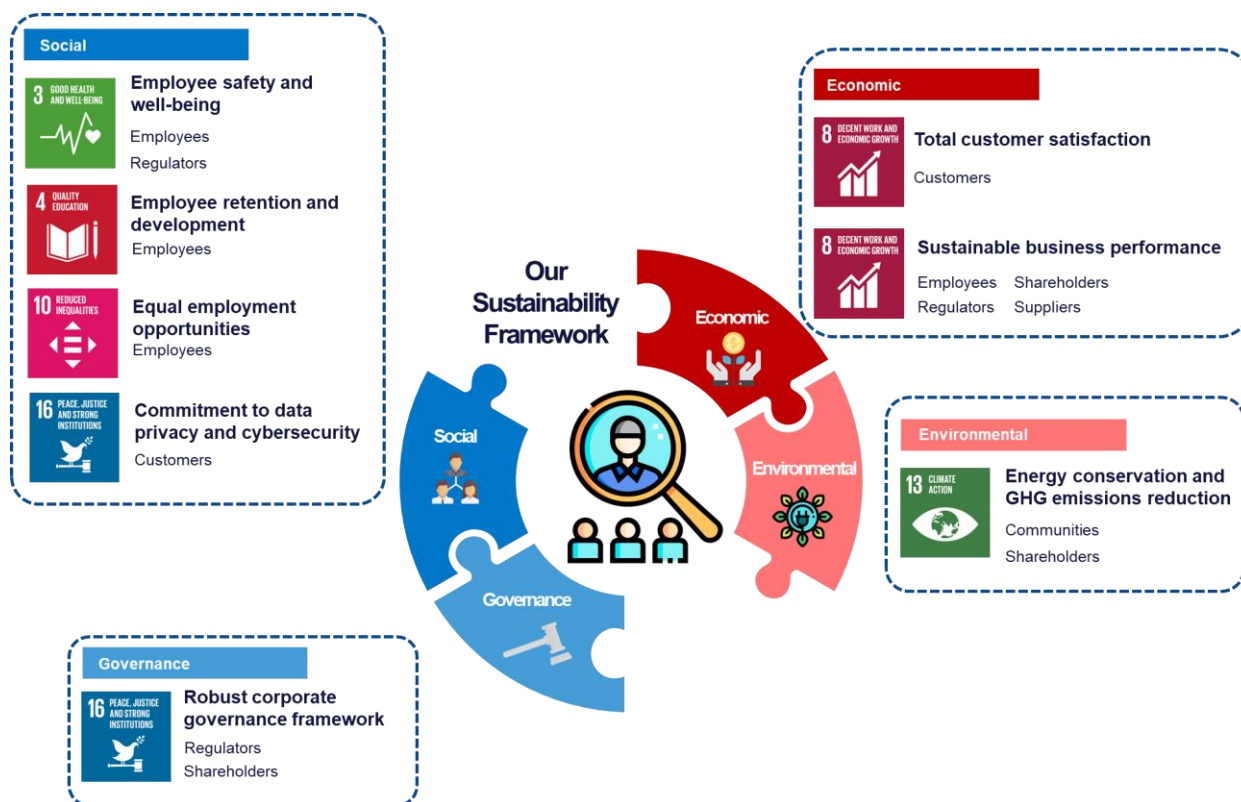 Social
3 GOOD HEALTH
AND WELL-BEING
Employee safety and
well-being
Employees
Regulators
4 QUALITY
EDUCATION
Employee retention and
development
Employees
10 REDUCED
INEQUALITIES
Equal employment
opportunities
Employees
16 PEACE, JUSTICE
AND STRONG
INSTITUTIONS
Commitment to data
privacy and cybersecurity
Customers
Our
Sustainability
Framework
Economic
Environmental
Social
Governance
Economic
8 DECENT WORK AND
ECONOMIC GROWTH
Total customer satisfaction
Customers
8 DECENT WORK AND
ECONOMIC GROWTH
Sustainable business performance
Employees Shareholders
Regulators Suppliers
Environmental
13 CLIMATE
ACTION
Energy conservation and
GHG emissions reduction
Communities
Shareholders
Governance
16 PEACE, JUSTICE
AND STRONG
INSTITUTIONS
Robust corporate
governance framework
Regulators
Shareholders